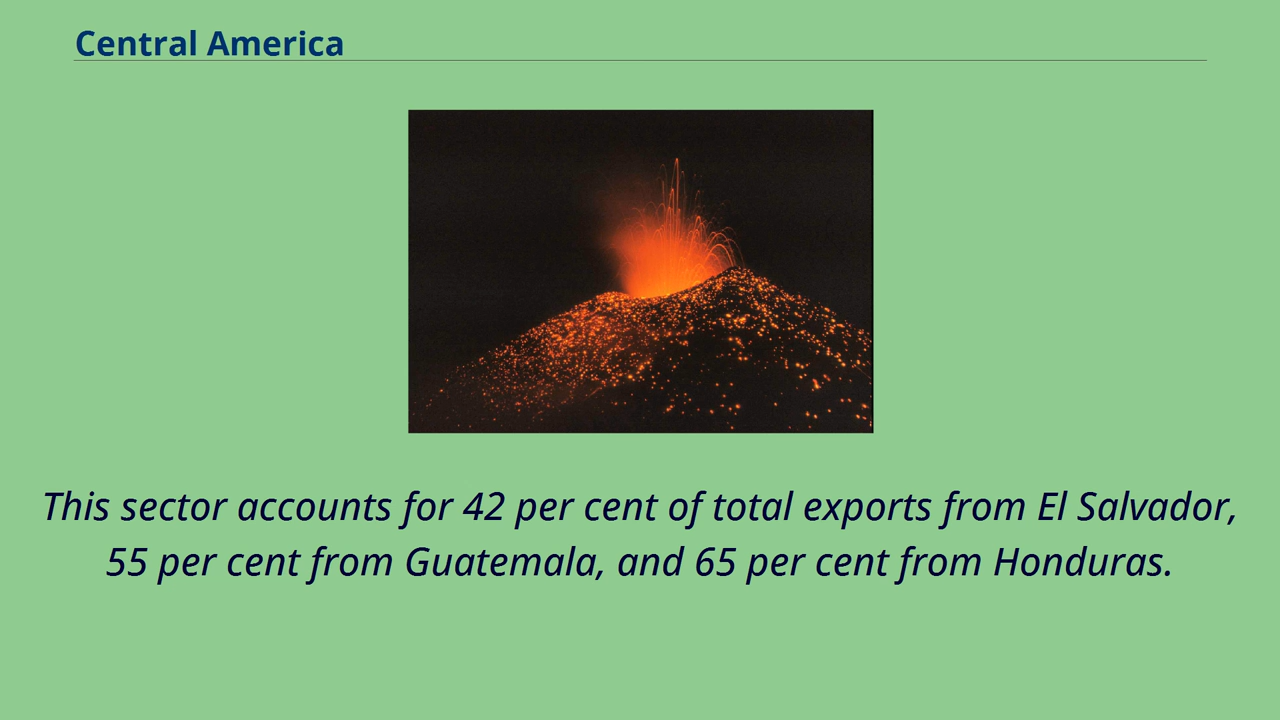 Central America
This sector accounts for 42 per cent of total exports from El Salvador,
55 per cent from Guatemala, and 65 per cent from Honduras.